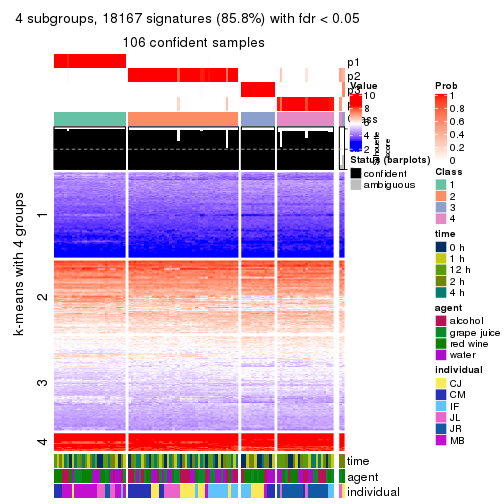 4 subgroups, 18167 signatures (85.8%) with fdr < 0.05
106 confident samples
p1
p2
Value
10
8
6
4
2
Silhouette
score
Status (barplots)
confident
ambiguous
k-means with 4 groups
1
2
3
4
time
agent
individual
Prob
1
0.8
0.6
0.4
0.2
0
Class
1
2
3
4
time
0 h
1 h
12 h
2 h
4 h
agent
alcohol
grape juice
red wine
water
individual
CJ
CM
IF
JL
JR
MB